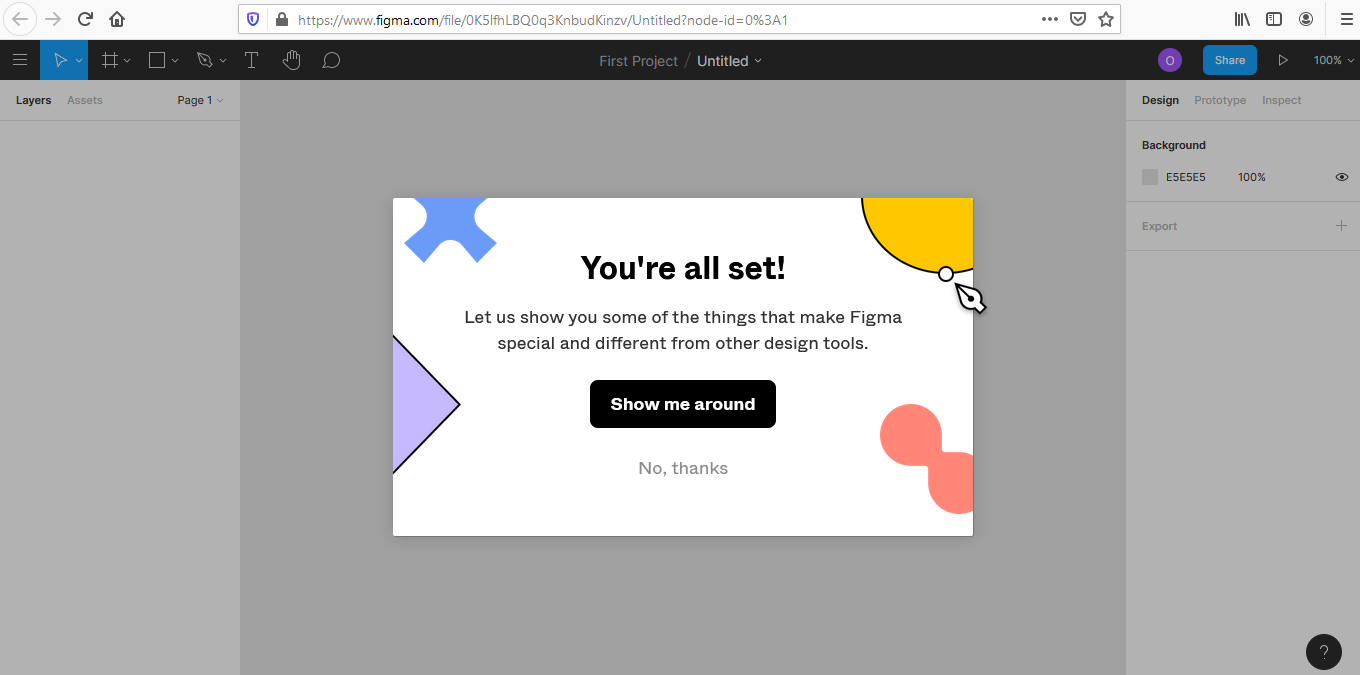 https://www.figma.com/file/0K5IfhLBQ0q3KnbudKinzv/Untitled?node-id=0%3A1
First Project / Untitled
O
Share
100%
Layers
Assets
Page 1
Design
Prototype
Inspect
Background
E5E5E5
100%
Export
You're all set!
Let us show you some of the things that make Figma
special and different from other design tools.
Show me around
No, thanks
?